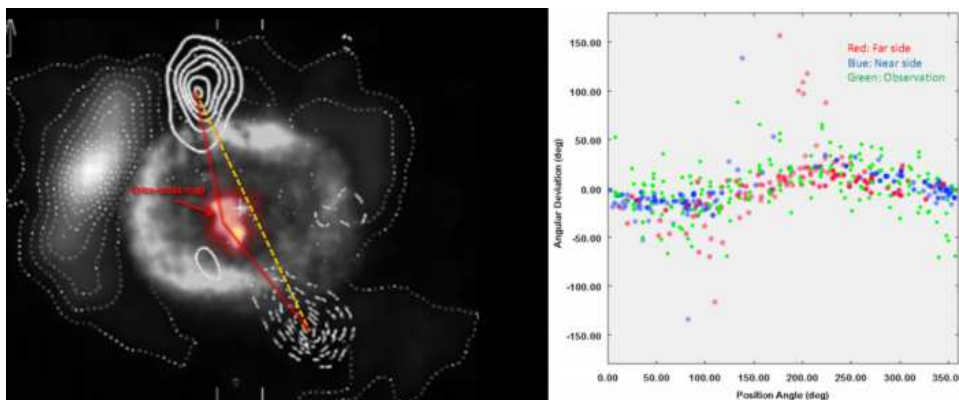 Red: Far side
Blue: Near side
Green: Observation
Angular Deviation (deg)
150.00
100.00
50.00
0.00
-50.00
-100.00
-150.00
0.00 50.00 100.00 150.00 200.00 250.00 300.00 350.00
Position Angle (deg)